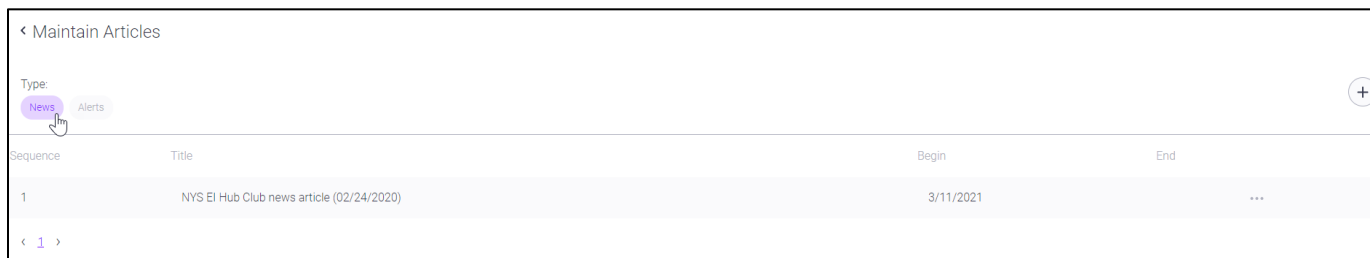 ‹ Maintain Articles
Type:
News Alerts
+
Sequence Title Begin End
1 NYS EI Hub Club news article (02/24/2020) 3/11/2021 ...
‹ 1 ›